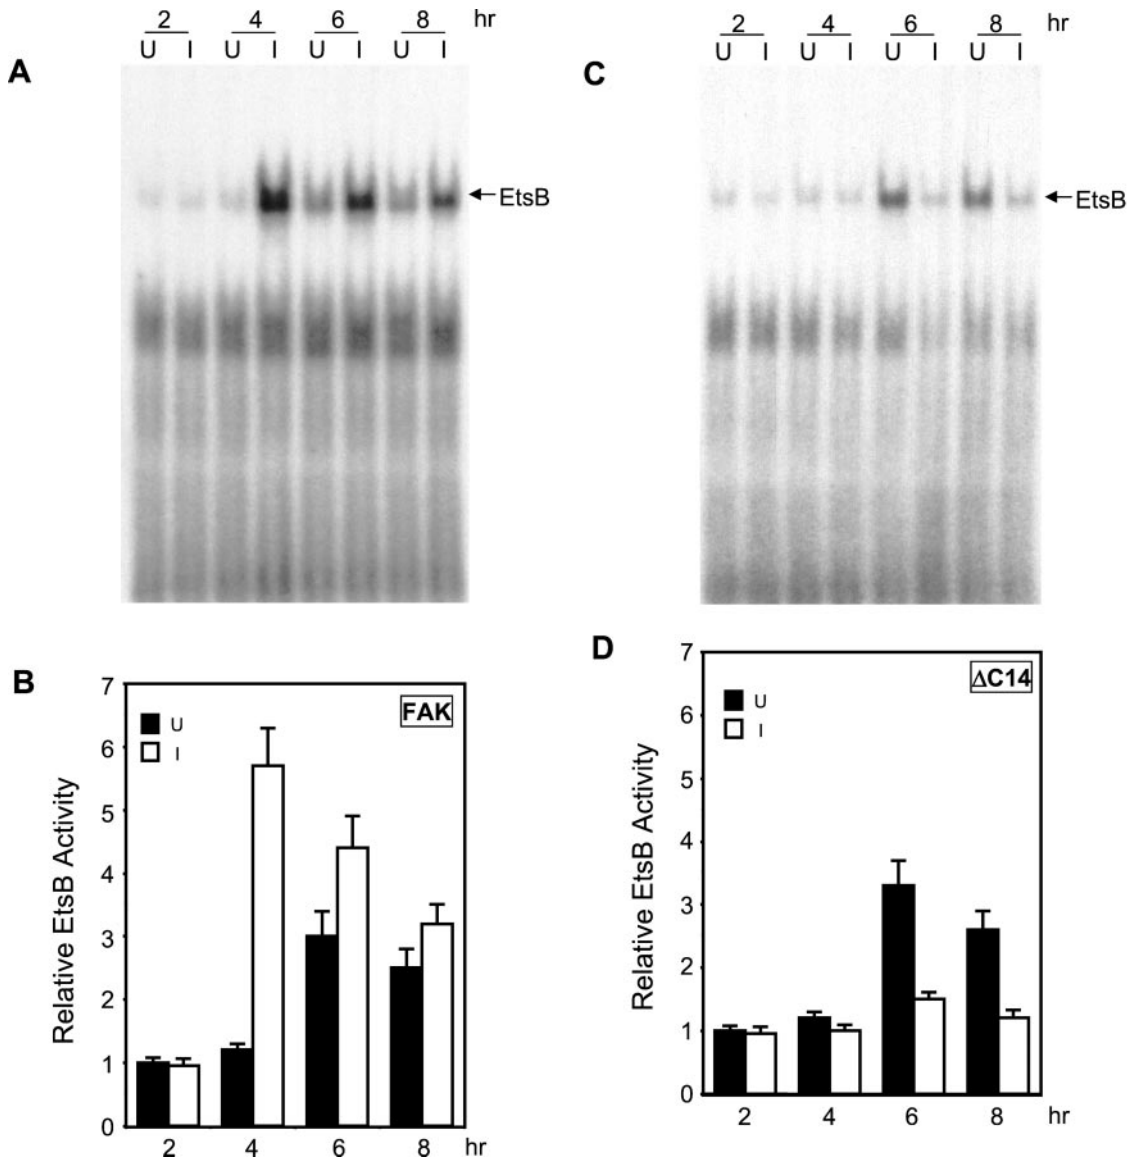 2 4 6 8 hr
U I U I U I U I
A
EtsB
B
7
6
5
4
3
2
1
0
Relative EtsB Activity
FAK
U
I
2 4 6 8 hr
2 4 6 8 hr
U I U I U I U I
C
EtsB
D
7
6
5
4
3
2
1
0
Relative EtsB Activity
ΔC14
U
I
2 4 6 8 hr